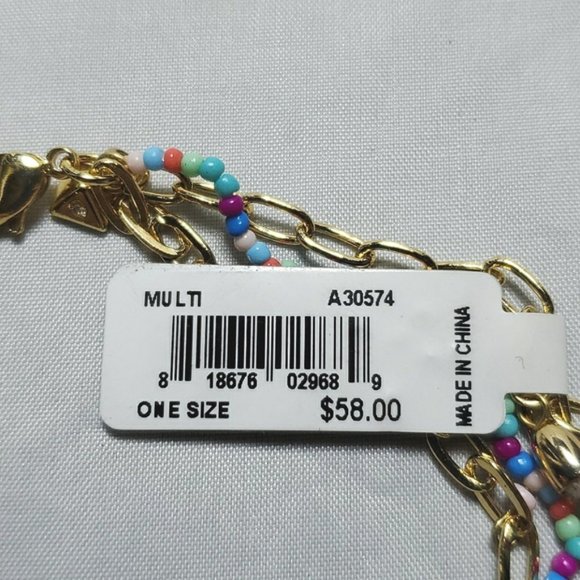 MULTI A30574
8 18676 02968 9
ONE SIZE $58.00
MADE IN CHINA